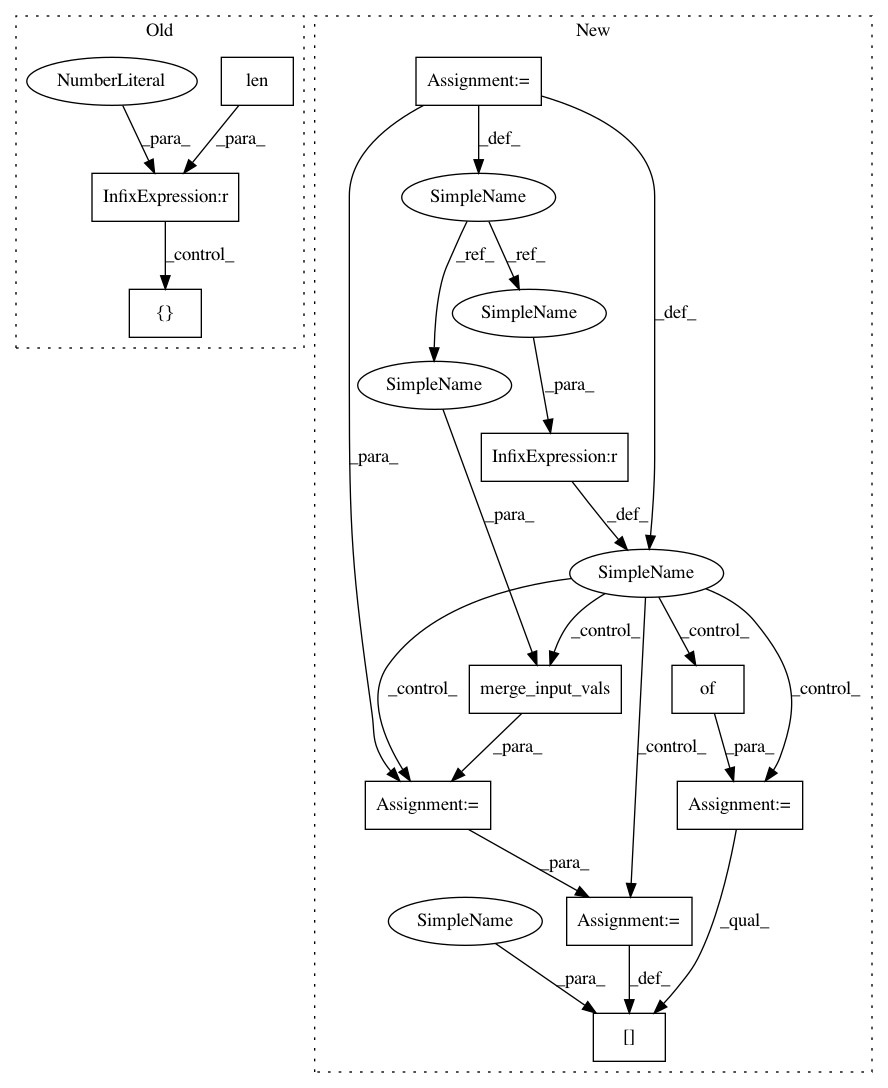 Old
New
NumberLiteral
len
Assignment:=
_para_
_para_
_def_
InfixExpression:r
SimpleName
_control_
_ref_
_ref_
{}
SimpleName
_def_
SimpleName
_para_
_para_
InfixExpression:r
_para_
_def_
SimpleName
_control_
_control_
_control_
_control_
merge_input_vals
of
_para_
_control_
_para_
Assignment:=
Assignment:=
_para_
SimpleName
Assignment:=
_qual_
_para_
_def_
[]